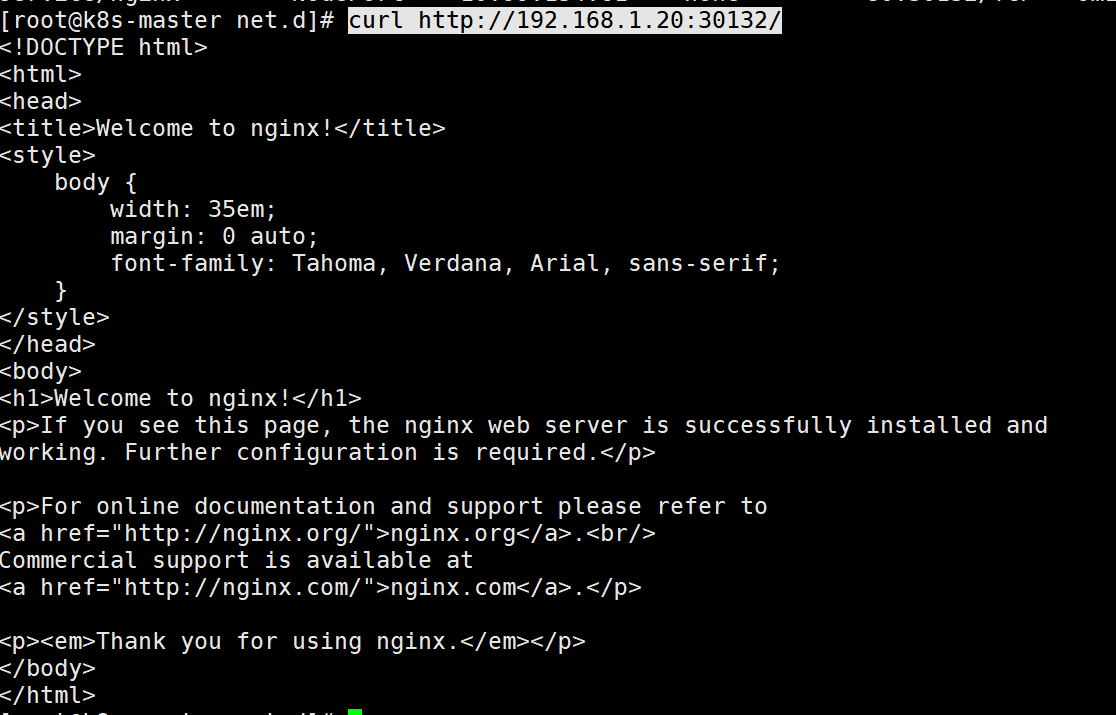 [root@k8s-master net.d]# curl http://192.168.1.20:30132/
<!DOCTYPE html>
<html>
<head>
<title>Welcome to nginx!</title>
<style>
    body {
        width: 35em;
        margin: 0 auto;
        font-family: Tahoma, Verdana, Arial, sans-serif;
    }
</style>
</head>
<body>
<h1>Welcome to nginx!</h1>
<p>If you see this page, the nginx web server is successfully installed and
working. Further configuration is required.</p>

<p>For online documentation and support please refer to
<a href="http://nginx.org/">nginx.org</a>.<br/>
Commercial support is available at
<a href="http://nginx.com/">nginx.com</a>.</p>

<p><em>Thank you for using nginx.</em></p>
</body>
</html>